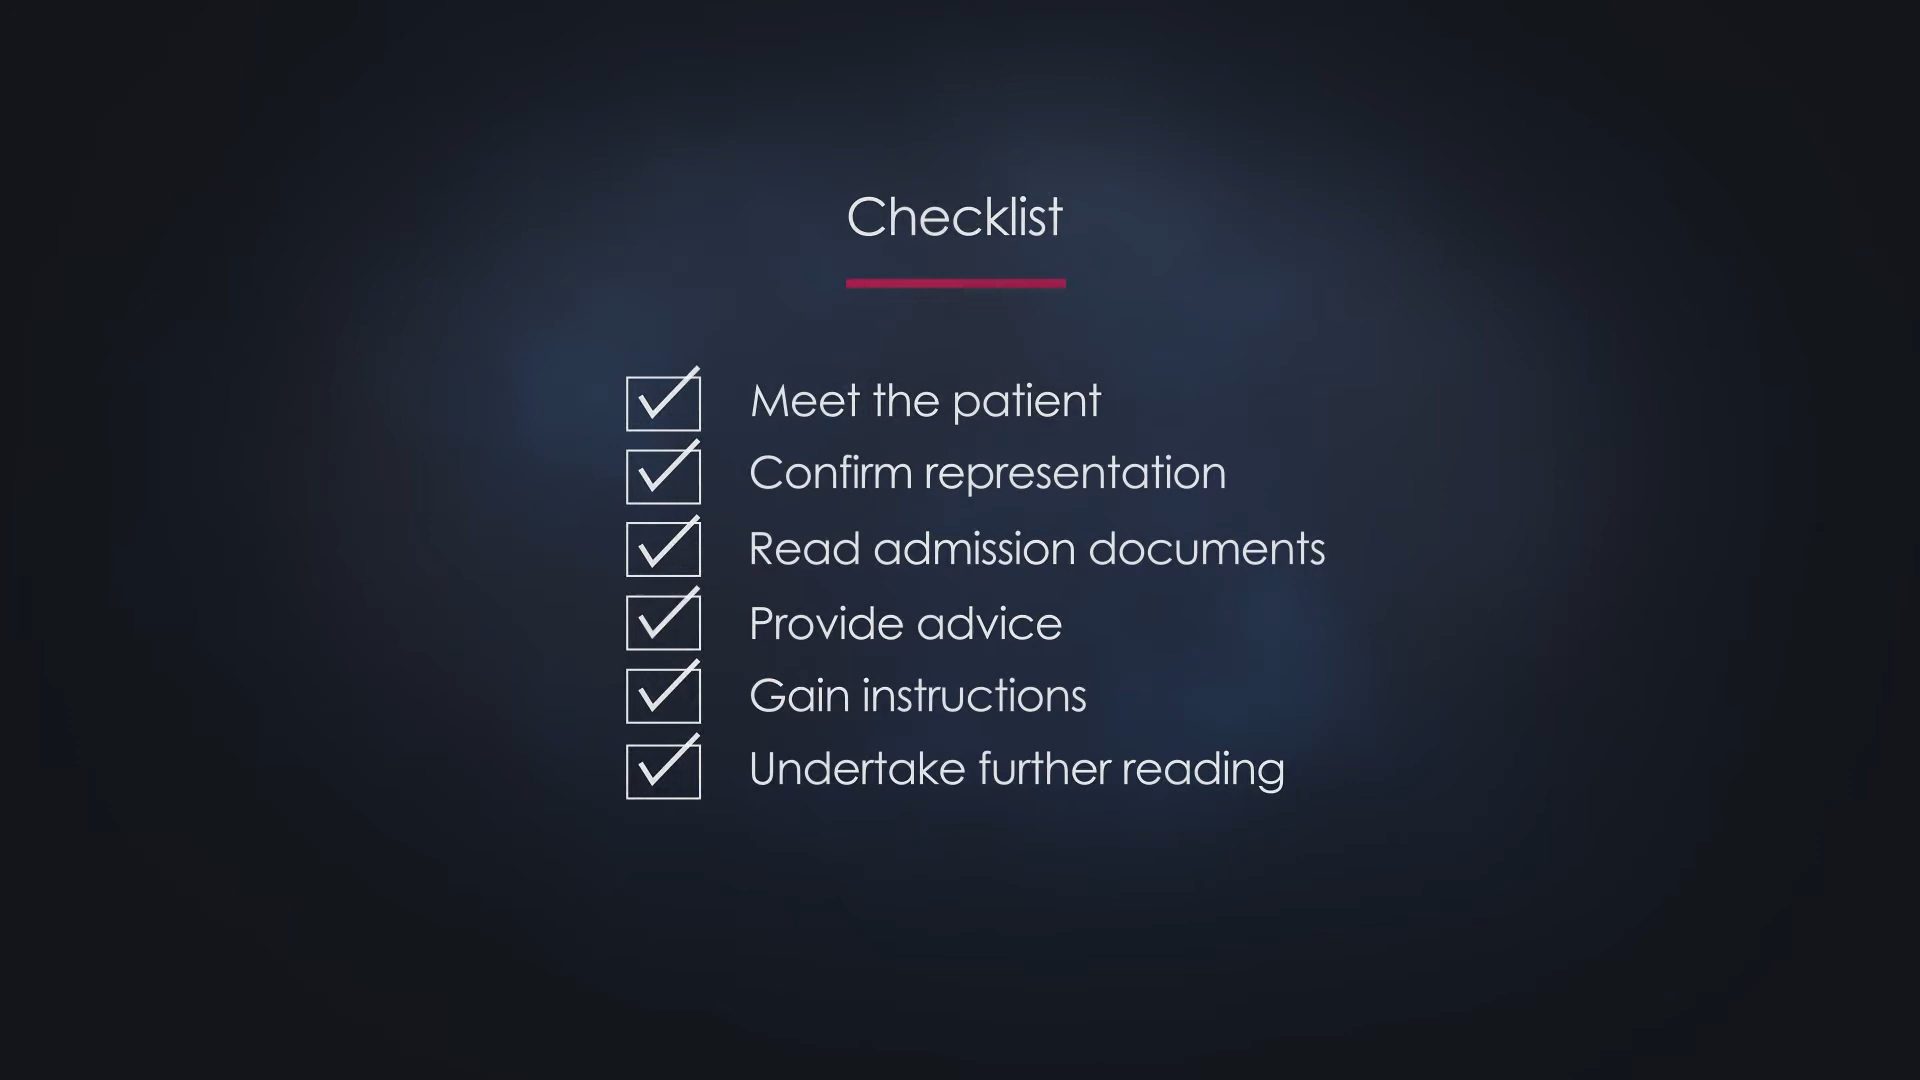 Checklist
Meet the patient
Confirm representation
Read admission documents
Provide advice
Gain instructions
Undertake further reading